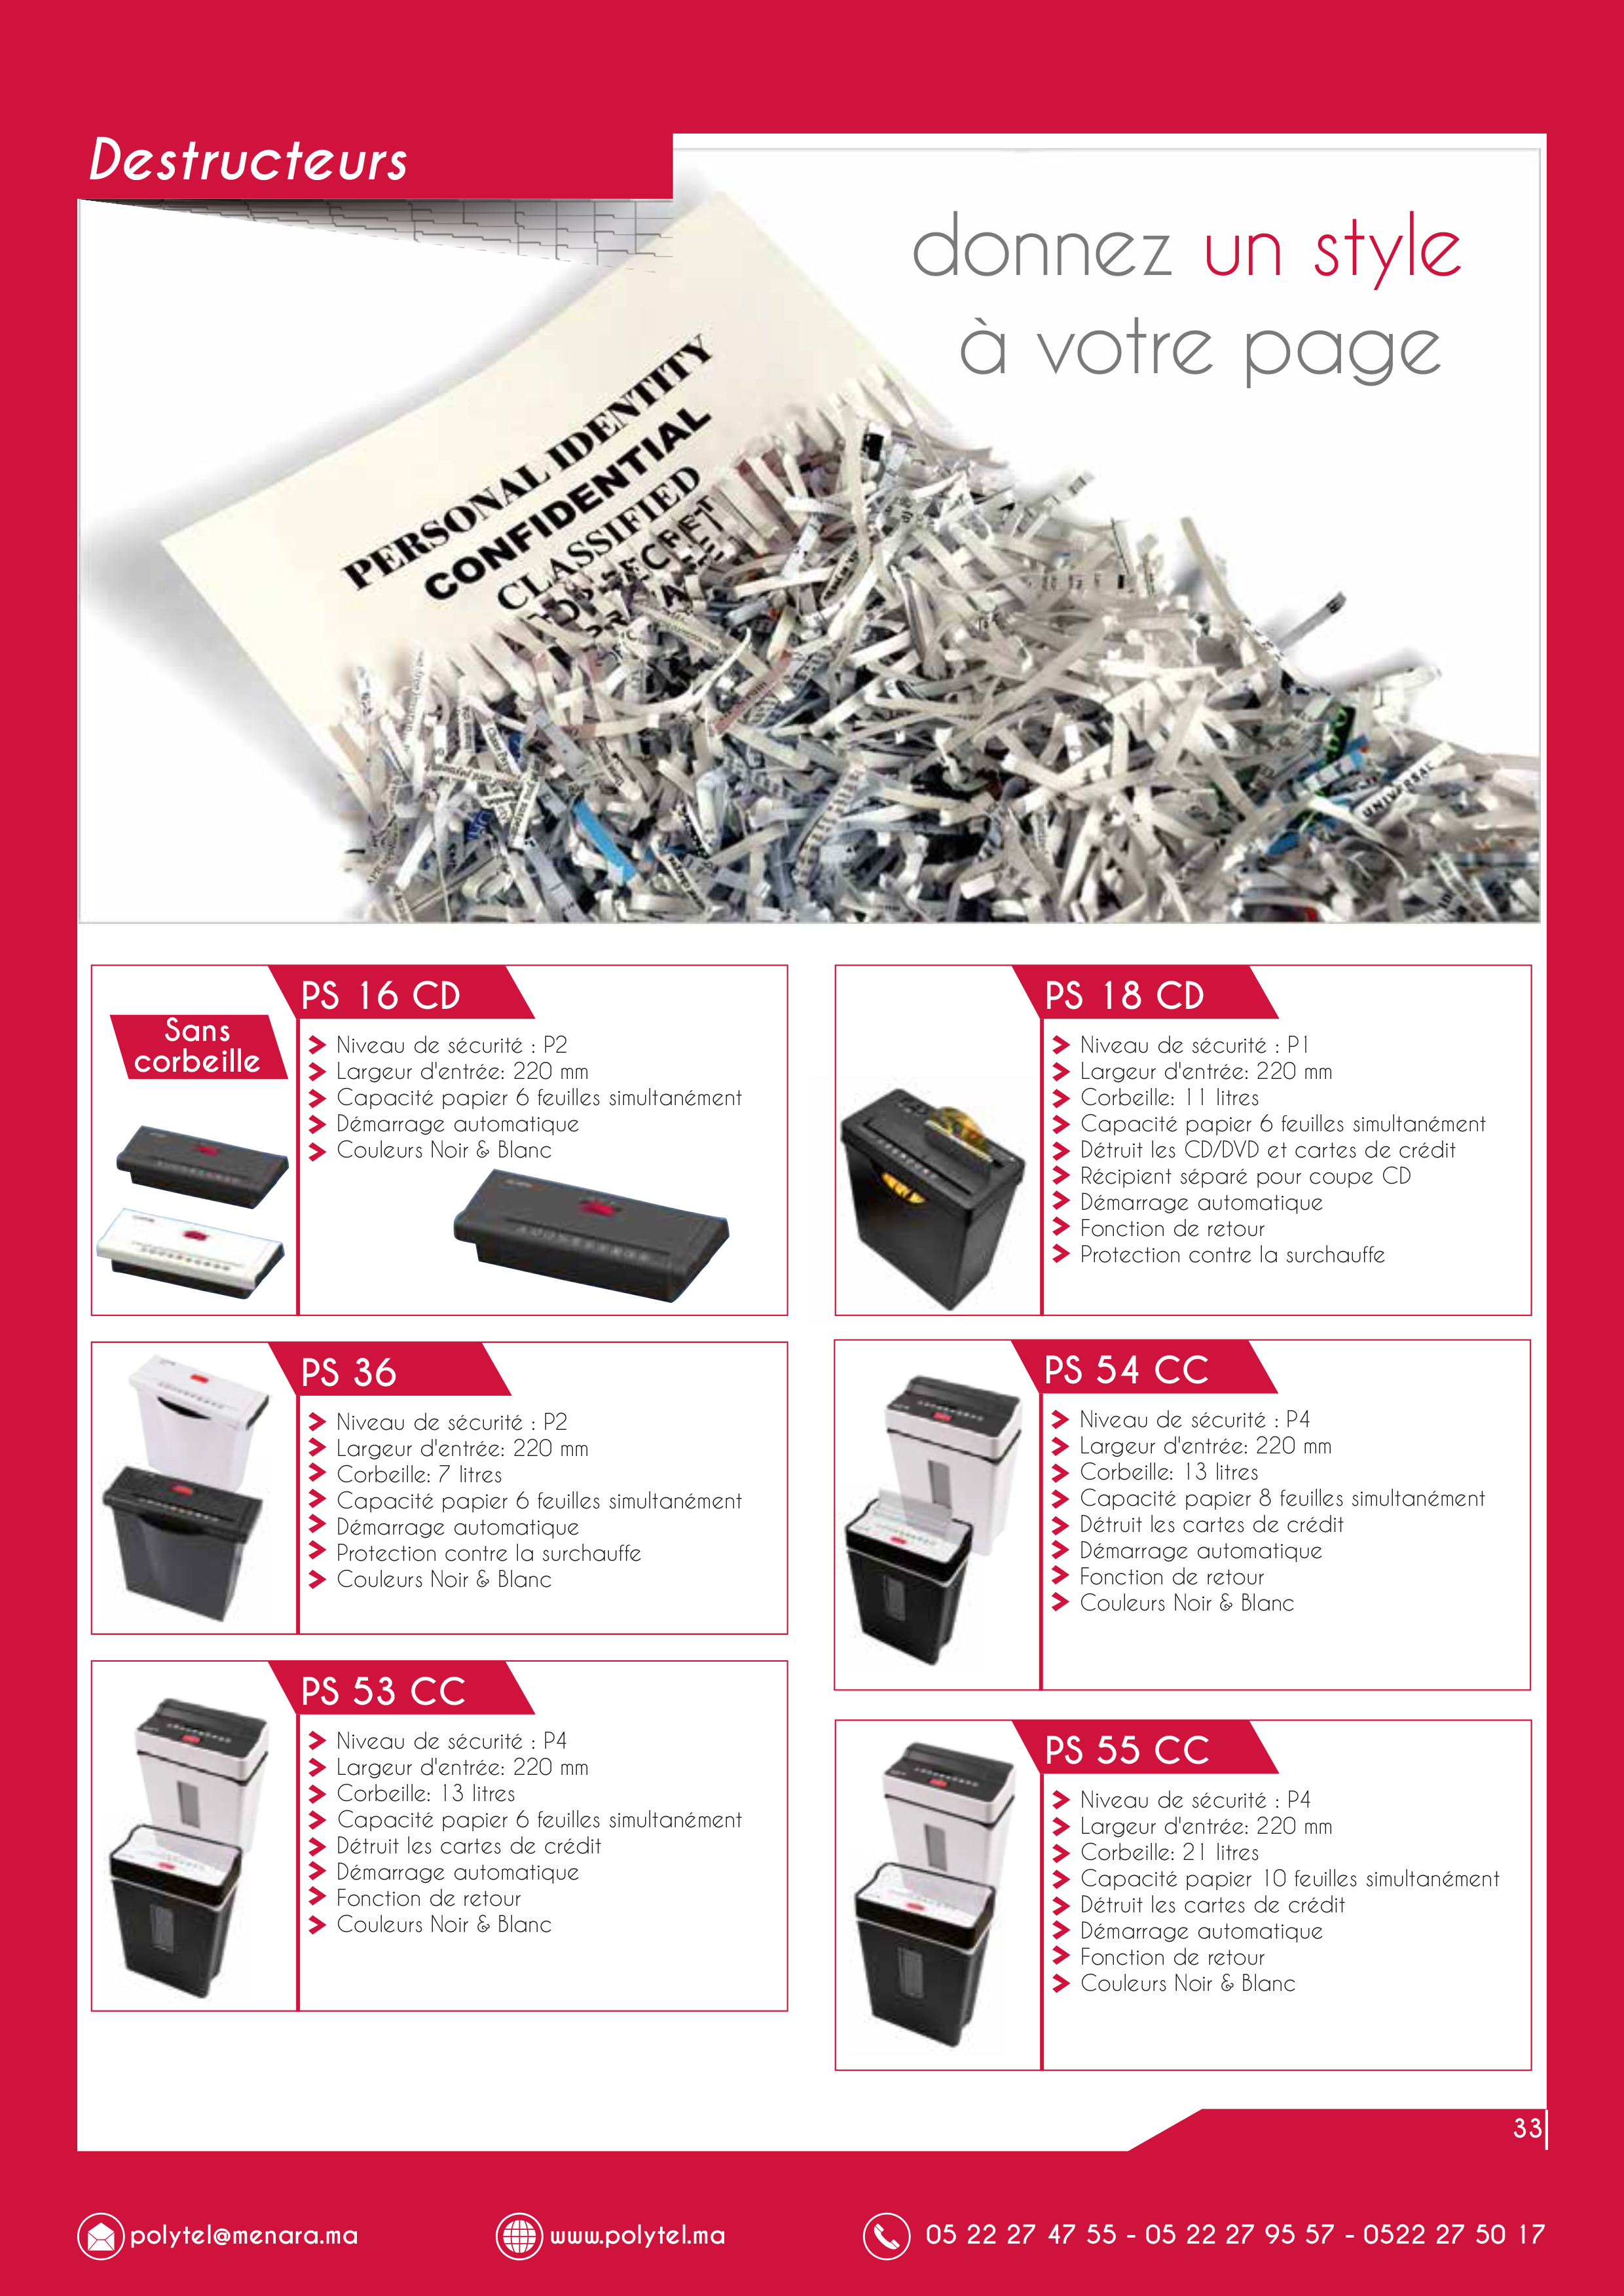 Destructeurs
donnez un style
à votre page
PERSONAL IDENTITY
CONFIDENTIAL
CLASSIFIED
UNIVERSAL
PS 16 CD
Sans
corbeille
Niveau de sécurité : P2
Largeur d'entrée: 220 mm
Capacité papier 6 feuilles simultanément
Démarrage automatique
Couleurs Noir & Blanc
PS 18 CD
Niveau de sécurité : P1
Largeur d'entrée: 220 mm
Corbeille: 11 litres
Capacité papier 6 feuilles simultanément
Détruit les CD/DVD et cartes de crédit
Récipient séparé pour coupe CD
Démarrage automatique
Fonction de retour
Protection contre la surchauffe
PS 36
Niveau de sécurité : P2
Largeur d'entrée: 220 mm
Corbeille: 7 litres
Capacité papier 6 feuilles simultanément
Démarrage automatique
Protection contre la surchauffe
Couleurs Noir & Blanc
PS 54 CC
Niveau de sécurité : P4
Largeur d'entrée: 220 mm
Corbeille: 13 litres
Capacité papier 8 feuilles simultanément
Détruit les cartes de crédit
Démarrage automatique
Fonction de retour
Couleurs Noir & Blanc
PS 53 CC
Niveau de sécurité : P4
Largeur d'entrée: 220 mm
Corbeille: 13 litres
Capacité papier 6 feuilles simultanément
Détruit les cartes de crédit
Démarrage automatique
Fonction de retour
Couleurs Noir & Blanc
PS 55 CC
Niveau de sécurité : P4
Largeur d'entrée: 220 mm
Corbeille: 21 litres
Capacité papier 10 feuilles simultanément
Détruit les cartes de crédit
Démarrage automatique
Fonction de retour
Couleurs Noir & Blanc
33
polytel@menara.ma
www.polytel.ma
05 22 27 47 55 - 05 22 27 95 57 - 0522 27 50 17